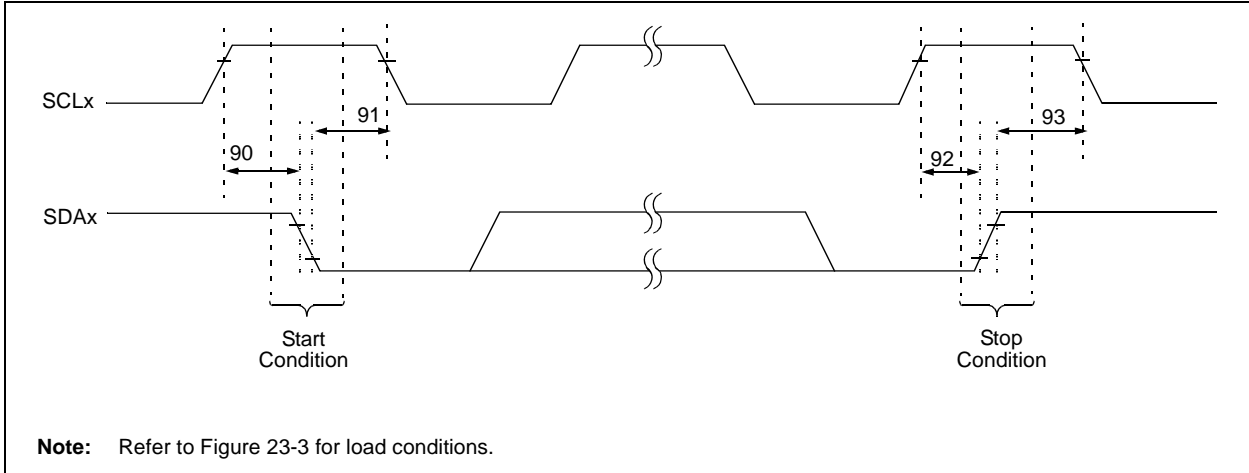 SCLx
91
93
90
92
SDAx
Start
Condition
Stop
Condition
Note: Refer to Figure 23-3 for load conditions.